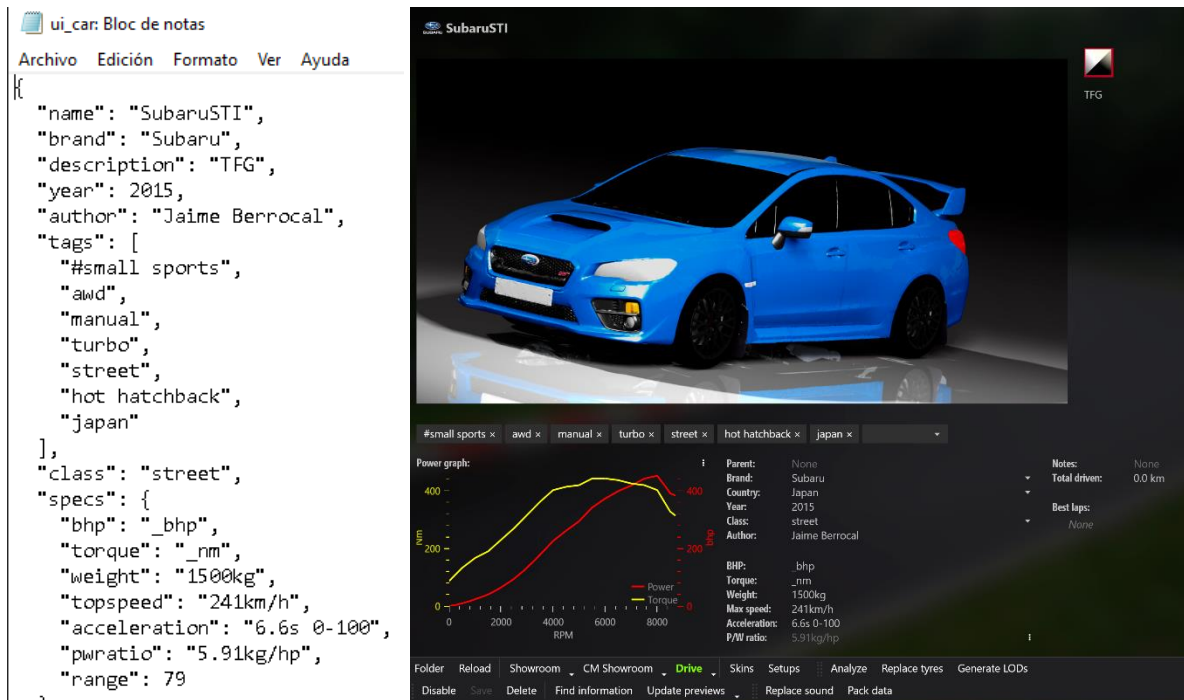 ui_car: Bloc de notas
Archivo Edición Formato Ver Ayuda
{
"name": "SubaruSTI",
"brand": "Subaru",
"description": "TFG",
"year": 2015,
"author": "Jaime Berrocal",
"tags": [
"#small sports",
"awd",
"manual",
"turbo",
"street",
"hot hatchback",
"japan"
],
"class": "street",
"specs": {
"bhp": "_bhp",
"torque": "_nm",
"weight": "1500kg",
"topspeed": "241km/h",
"acceleration": "6.6s 0-100",
"pwratio": "5.91kg/hp",
"range": 79
SubaruSTI
TFG
#small sports × awd × manual × turbo × street × hot hatchback × japan ×
Power graph:
400
200
0
Nm
400
200
0
bhp
Power
Torque
0 2000 4000 6000 8000
RPM
Parent: None
Brand: Subaru
Country: Japan
Year: 2015
Class: street
Author: Jaime Berrocal
BHP: _bhp
Torque: _nm
Weight: 1500kg
Max speed: 241km/h
Acceleration: 6.6s 0-100
P/W ratio: 5.91kg/hp
Notes: None
Total driven: 0.0 km
Best laps:
None
Folder Reload Showroom CM Showroom Drive Skins Setups Analyze Replace tyres Generate LODs
Disable Save Delete Find information Update previews Replace sound Pack data